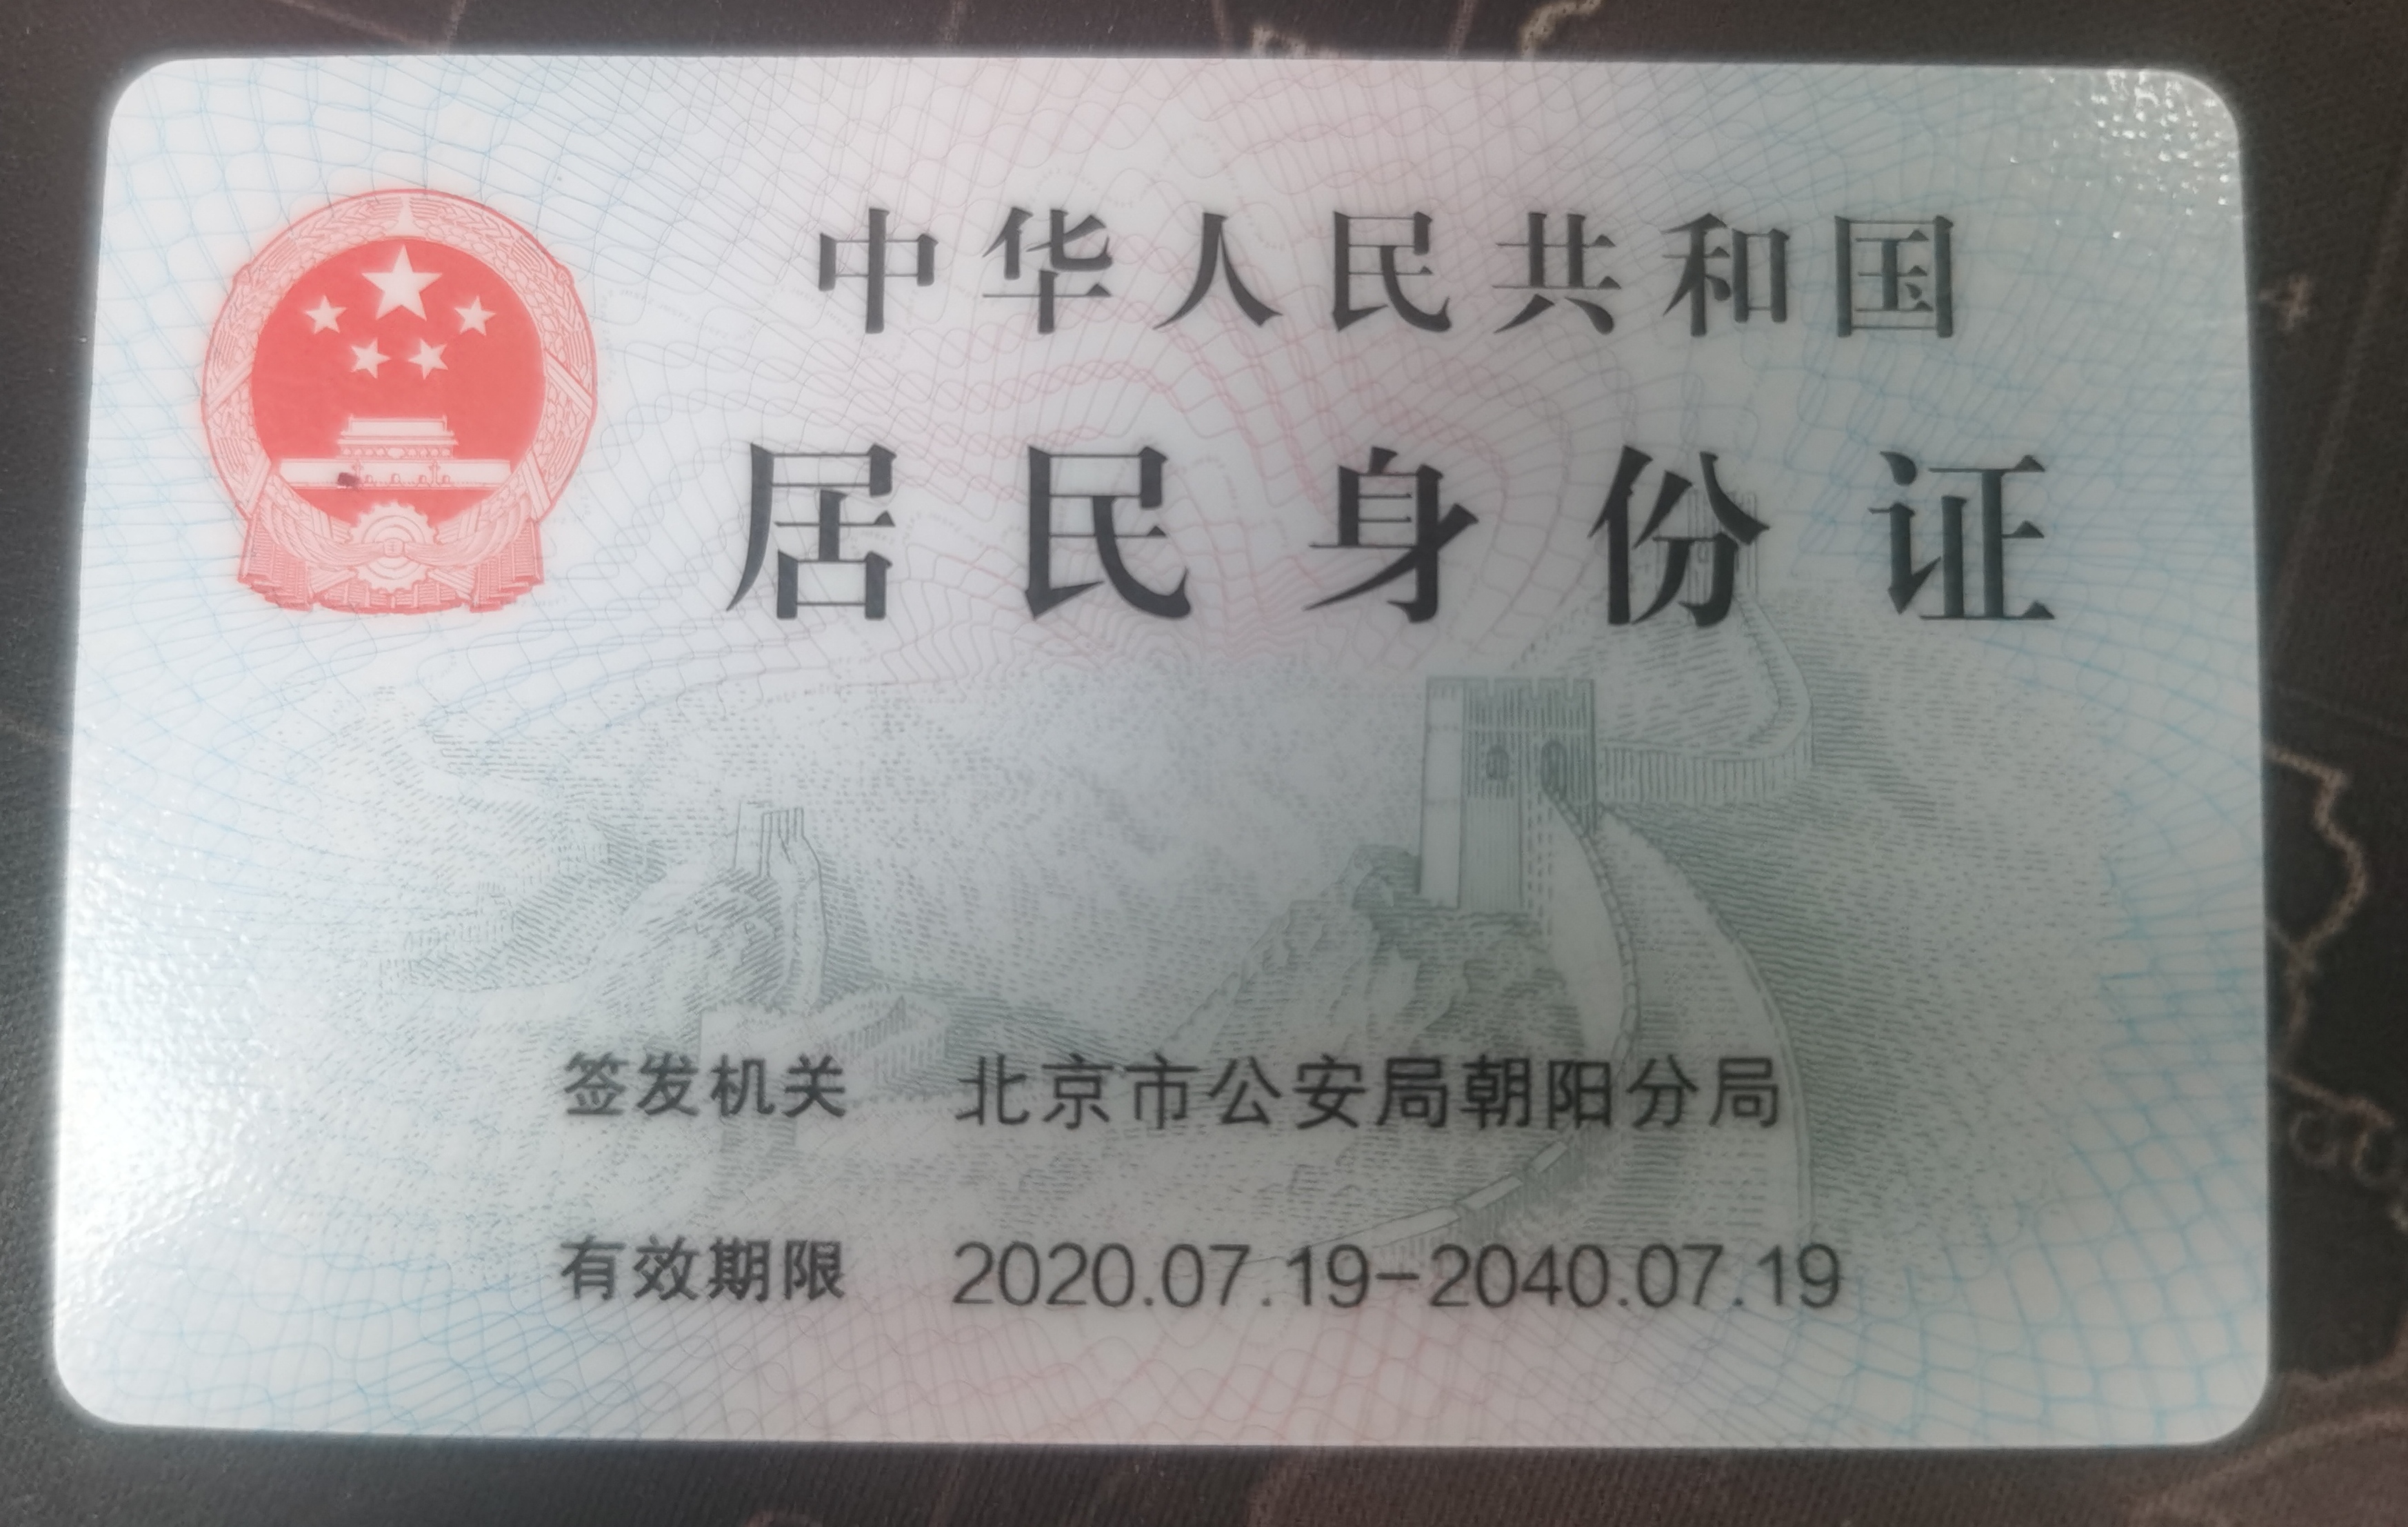 中华人民共和国
居民身份证
签发机关 北京市公安局朝阳分局
有效期限 2020.07.19-2040.07.19